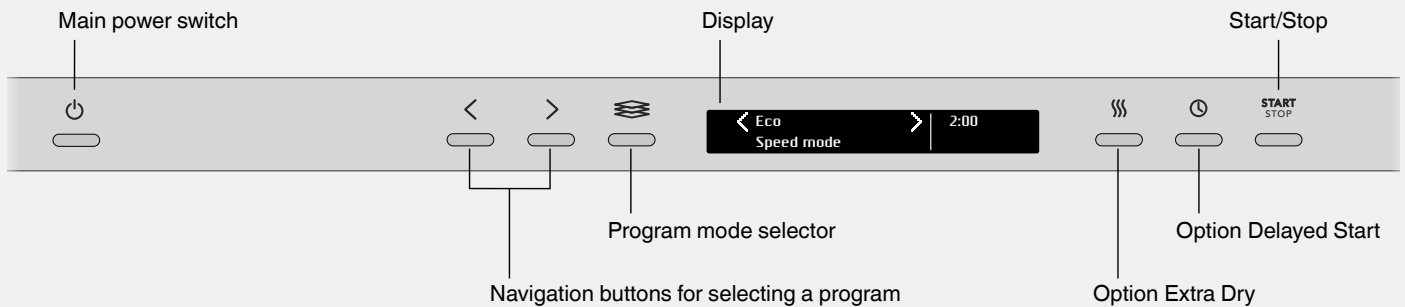 Main power switch
Display
Start/Stop
START
STOP
Eco 2:00
Speed mode
Program mode selector
Option Delayed Start
Navigation buttons for selecting a program
Option Extra Dry